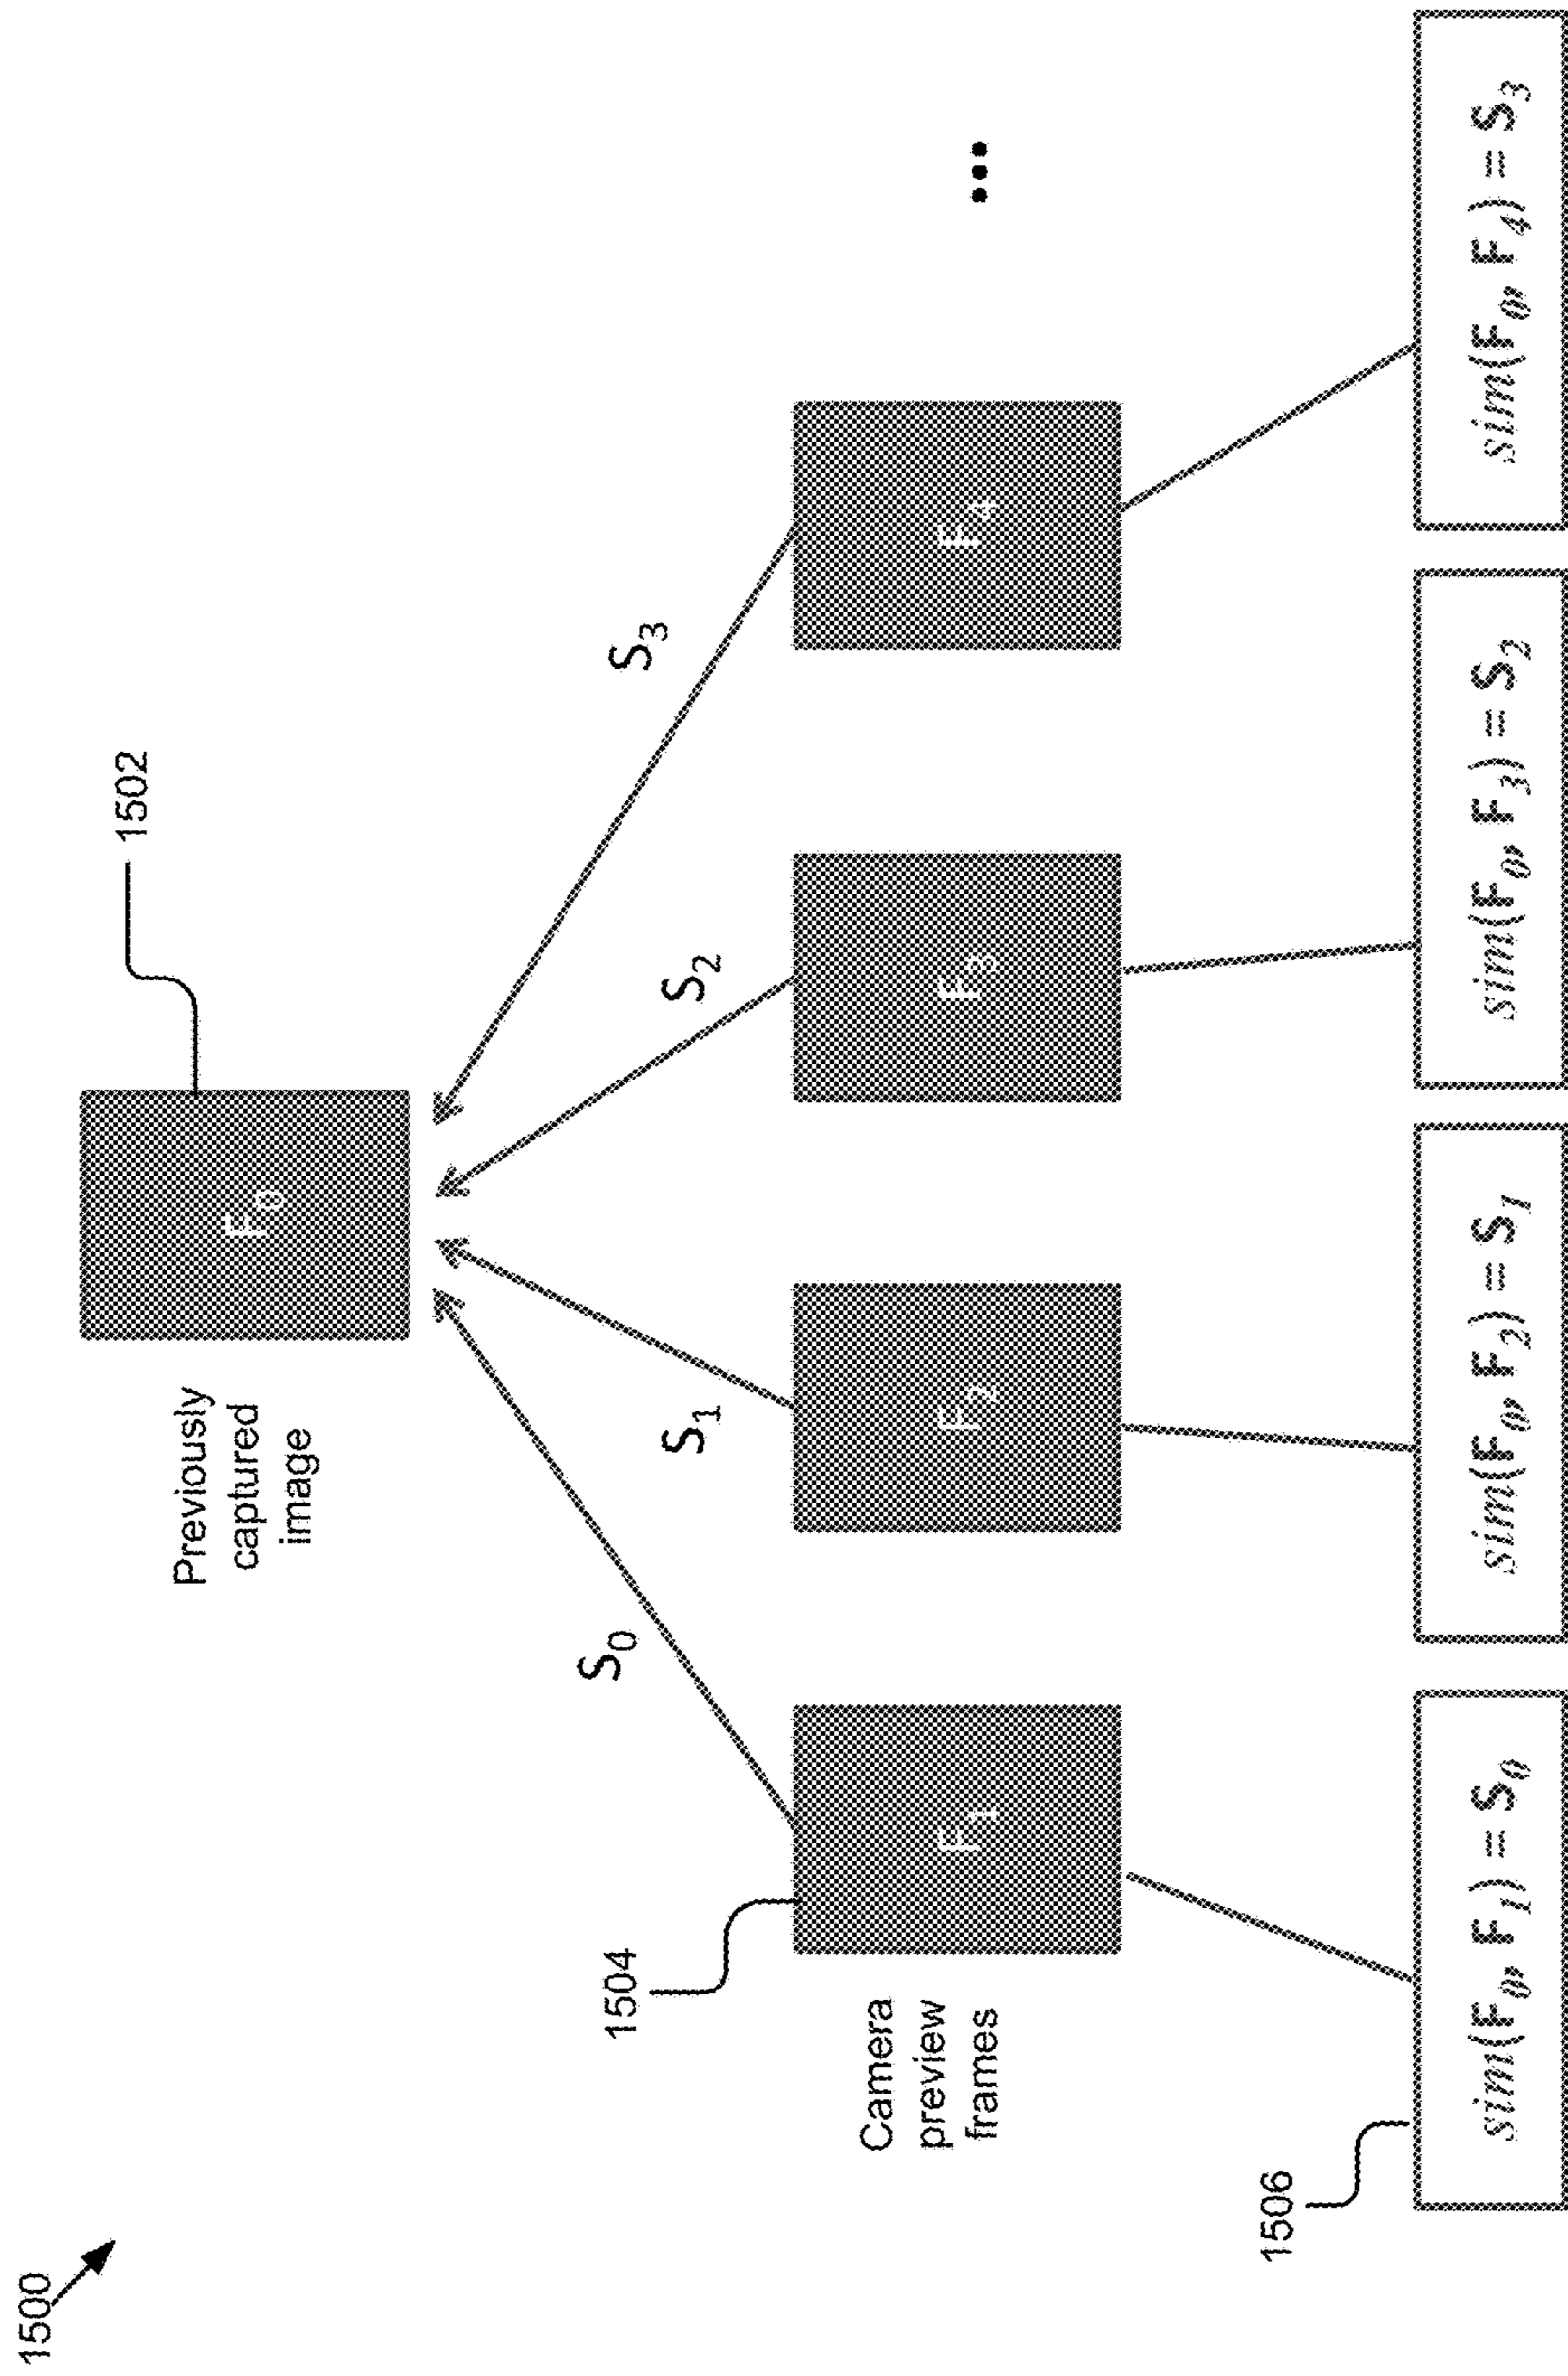 1500
1502
F₀
Previously
captured
image
S₀
S₁
S₂
S₃
1504
Camera
preview
frames
F₁
F₂
F₃
F₄
...
1506
sim(F₀, F₁) = S₀
sim(F₀, F₂) = S₁
sim(F₀, F₃) = S₂
sim(F₀, F₄) = S₃